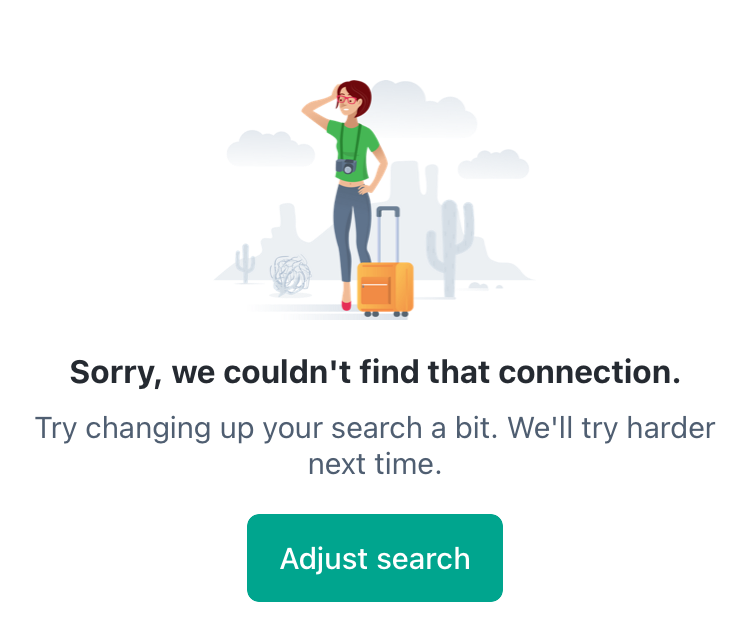 Sorry, we couldn't find that connection.
Try changing up your search a bit. We'll try harder
next time.
Adjust search